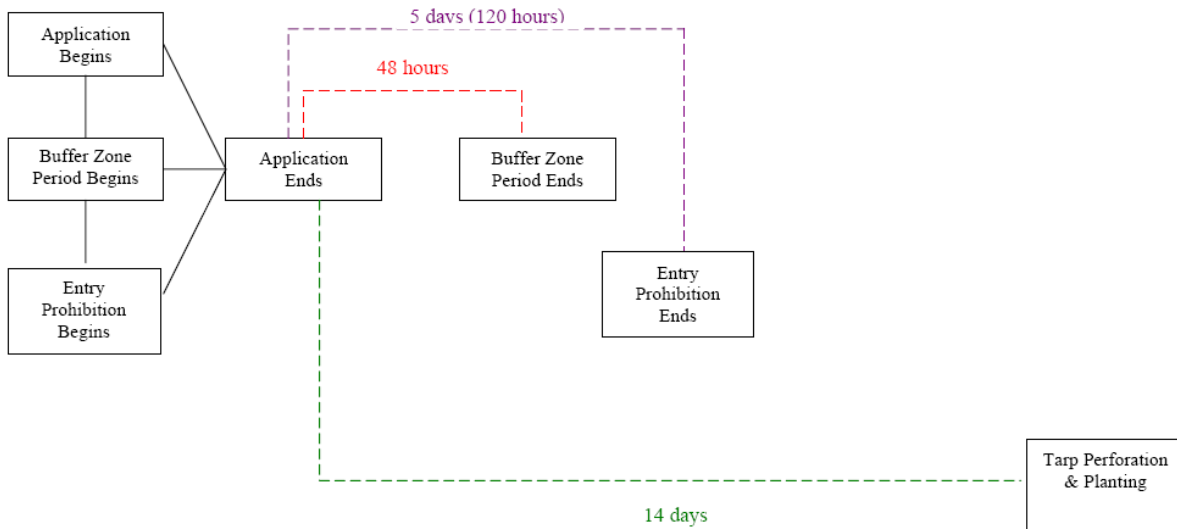 5 days (120 hours)
Application
Begins
48 hours
Buffer Zone
Period Begins
Application
Ends
Buffer Zone
Period Ends
Entry
Prohibition
Begins
Entry
Prohibition
Ends
Tarp Perforation
& Planting
14 days